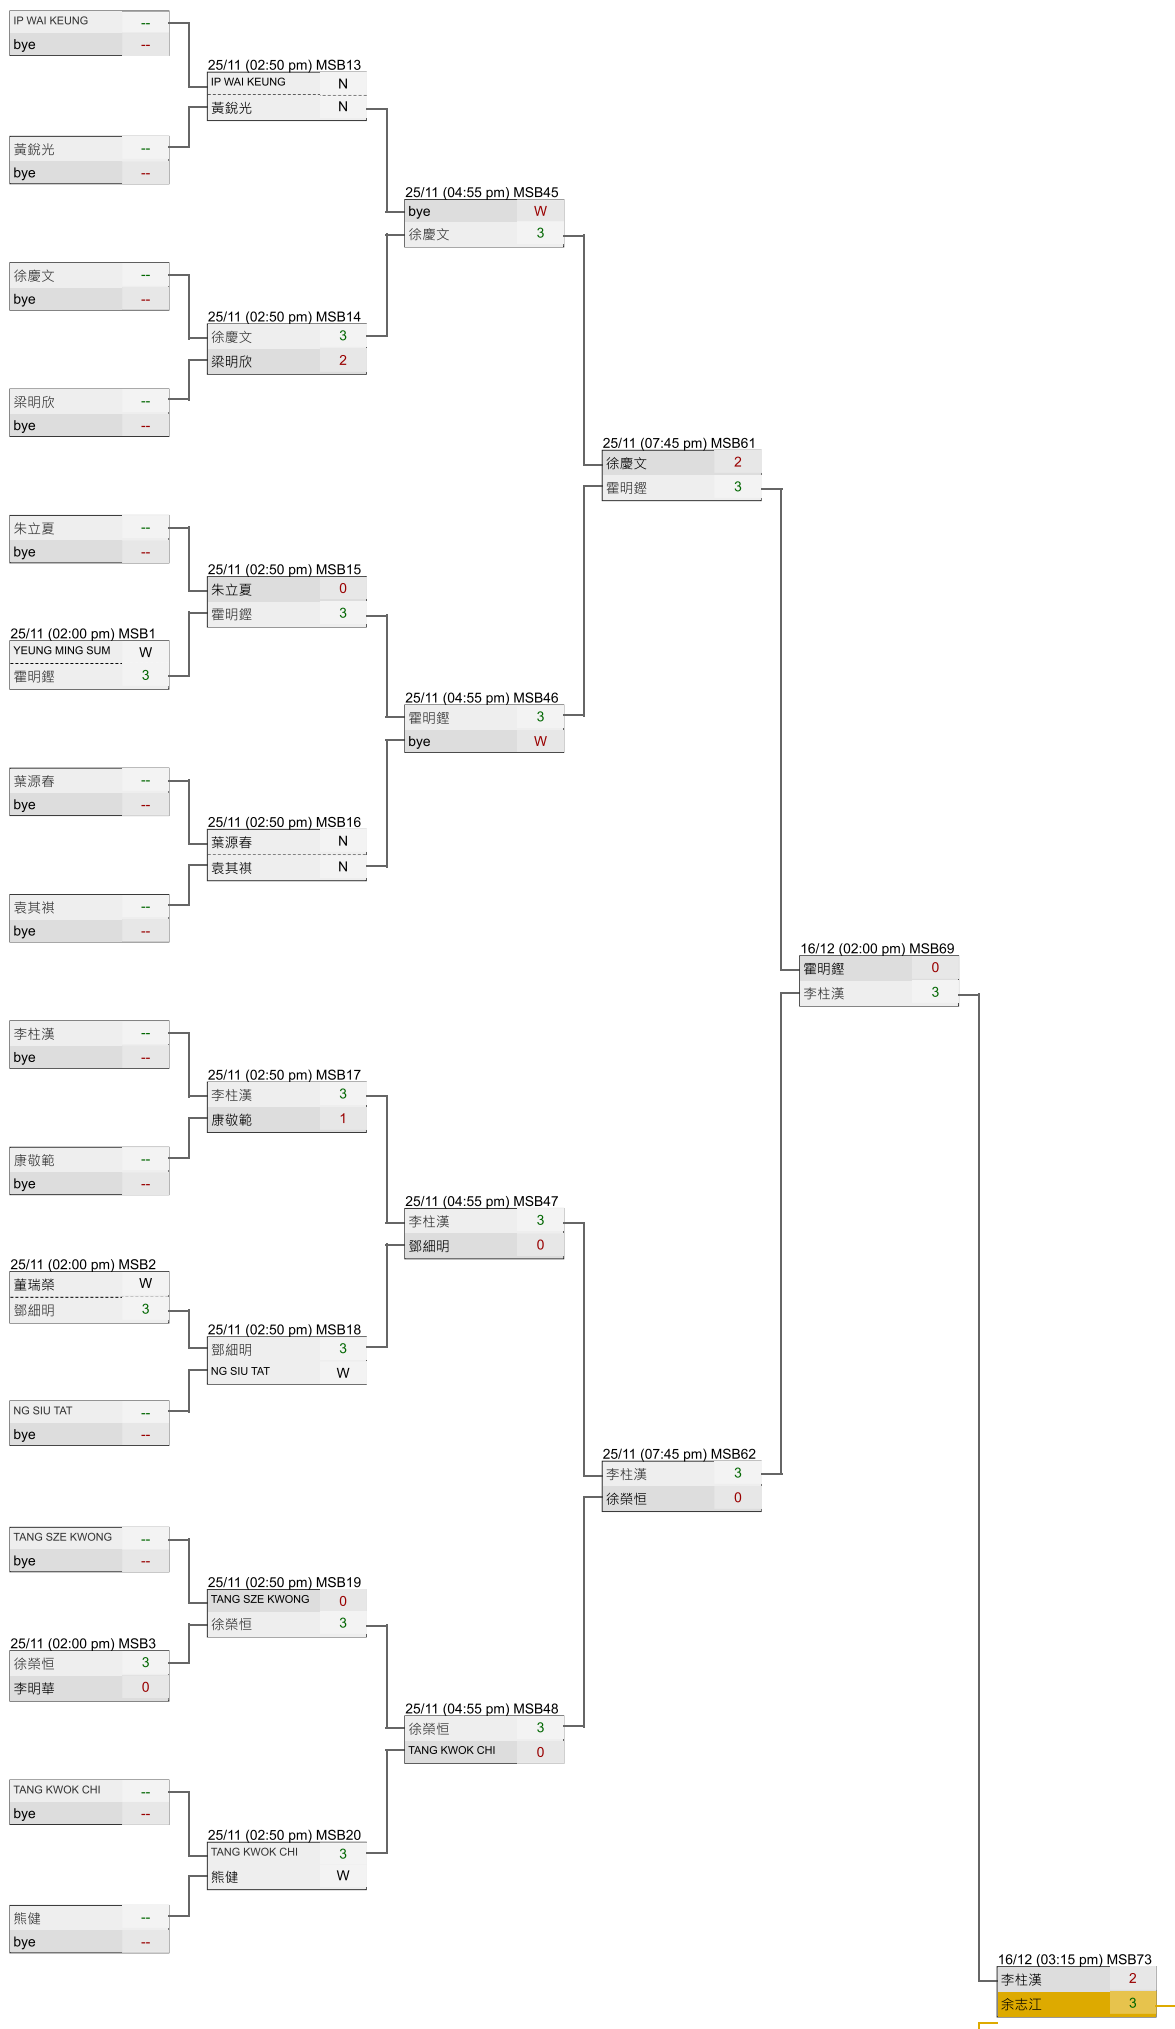 IP WAI KEUNG --
bye --
25/11 (02:50 pm) MSB13
IP WAI KEUNG N
黃銳光 N
黃銳光 --
bye --
25/11 (04:55 pm) MSB45
bye W
徐慶文 3
徐慶文 --
bye --
25/11 (02:50 pm) MSB14
徐慶文 3
梁明欣 2
梁明欣 --
bye --
25/11 (07:45 pm) MSB61
徐慶文 2
霍明鏗 3
朱立夏 --
bye --
25/11 (02:50 pm) MSB15
朱立夏 0
霍明鏗 3
25/11 (02:00 pm) MSB1
YEUNG MING SUM W
霍明鏗 3
25/11 (04:55 pm) MSB46
霍明鏗 3
bye W
葉源春 --
bye --
25/11 (02:50 pm) MSB16
葉源春 N
袁其祺 N
袁其祺 --
bye --
16/12 (02:00 pm) MSB69
霍明鏗 0
李柱漢 3
李柱漢 --
bye --
25/11 (02:50 pm) MSB17
李柱漢 3
康敬範 1
康敬範 --
bye --
25/11 (04:55 pm) MSB47
李柱漢 3
鄧細明 0
25/11 (02:00 pm) MSB2
董瑞榮 W
鄧細明 3
25/11 (02:50 pm) MSB18
鄧細明 3
NG SIU TAT W
NG SIU TAT --
bye --
25/11 (07:45 pm) MSB62
李柱漢 3
徐榮恒 0
TANG SZE KWONG --
bye --
25/11 (02:50 pm) MSB19
TANG SZE KWONG 0
徐榮恒 3
25/11 (02:00 pm) MSB3
徐榮恒 3
李明華 0
25/11 (04:55 pm) MSB48
徐榮恒 3
TANG KWOK CHI 0
TANG KWOK CHI --
bye --
25/11 (02:50 pm) MSB20
TANG KWOK CHI 3
熊健 W
熊健 --
bye --
16/12 (03:15 pm) MSB73
李柱漢 2
余志江 3